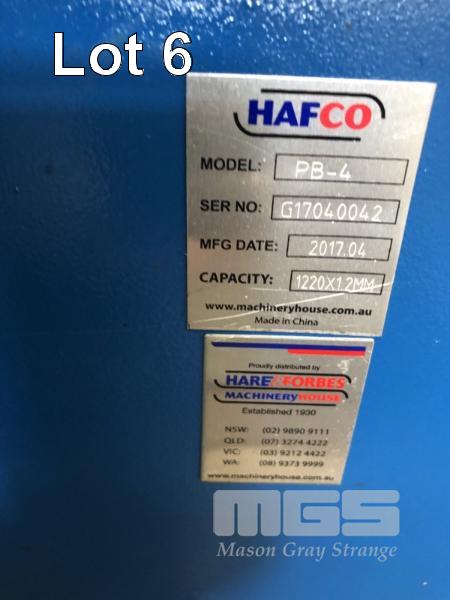 Lot 6
HAFCO
MODEL: PB-4
SER NO: G17040042
MFG DATE: 2017.04
CAPACITY: 1220X1.2MM
www.machineryhouse.com.au
Made in China
Proudly distributed by
HARE & FORBES
MACHINERYHOUSE
Established 1930
NSW: (02) 9890 9111
QLD: (07) 3274 4222
VIC: (03) 9212 4422
WA: (08) 9373 9999
www.machineryhouse.com.au
MGS
Mason Gray Strange